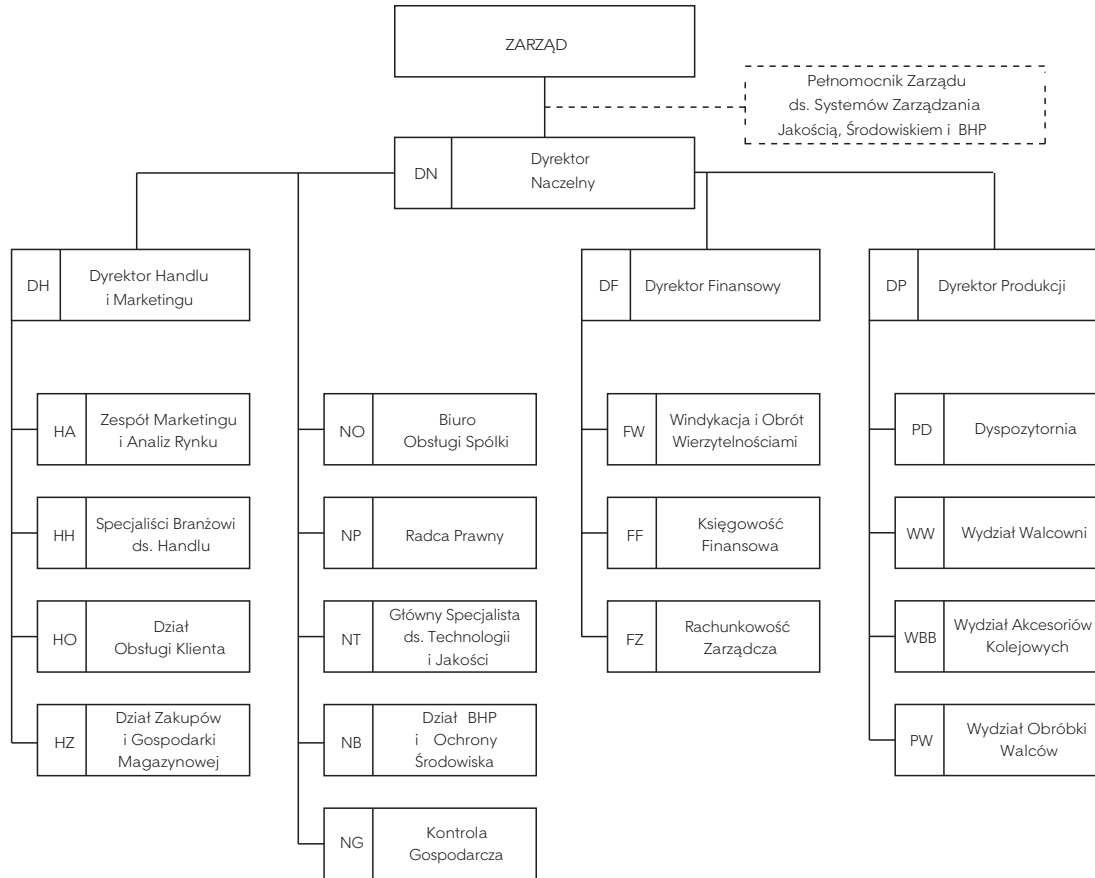 ZARZĄD
Pełnomocnik Zarządu
ds. Systemów Zarządzania
Jakością, Środowiskiem i BHP
DN
Dyrektor
Naczelny
DH
Dyrektor Handlu
i Marketingu
DF
Dyrektor Finansowy
DP
Dyrektor Produkcji
HA
Zespół Marketingu
i Analiz Rynku
NO
Biuro
Obsługi Spólki
FW
Windykacja i Obrót
Wierzytelnościami
PD
Dyspozytornia
HH
Specjaliści Branżowi
ds. Handlu
NP
Radca Prawny
FF
Księgowość
Finansowa
WW
Wydział Walcowni
HO
Dział
Obsługi Klienta
NT
Główny Specjalista
ds. Technologii
i Jakości
FZ
Rachunkowość
Zarządcza
WBB
Wydział Akcesoriów
Kolejowych
HZ
Dział Zakupów
i Gospodarki
Magazynowej
NB
Dział BHP
i Ochrony
Środowiska
PW
Wydział Obróbki
Walców
NG
Kontrola
Gospodarcza